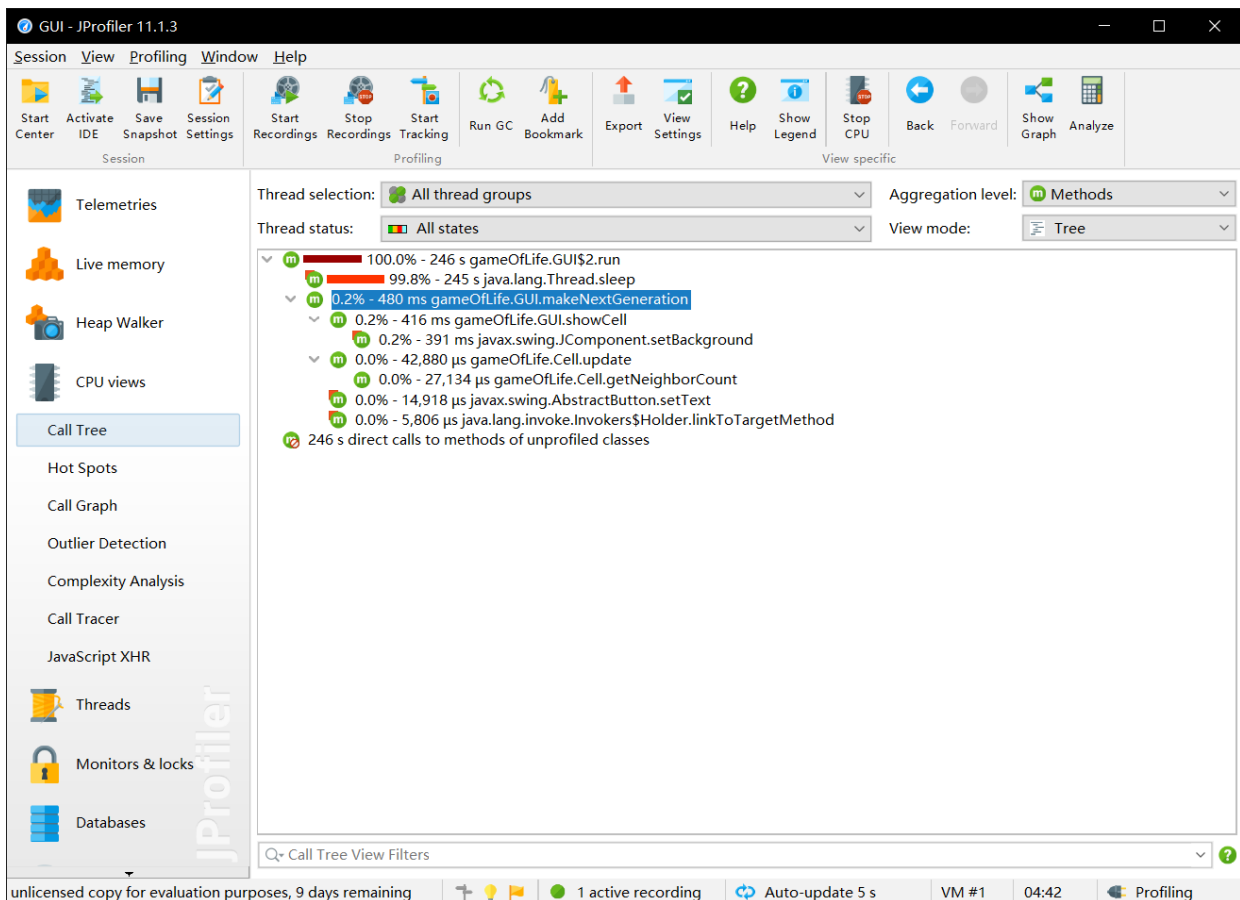 GUI - JProfiler 11.1.3
Session View Profiling Window Help
Start Center
Activate IDE
Save Snapshot
Session Settings
Start Recordings
Stop Recordings
Start Tracking
Run GC
Add Bookmark
Export
View Settings
Help
Show Legend
Stop CPU
Back
Forward
Show Graph
Analyze
Session
Profiling
View specific
Telemetries
Live memory
Heap Walker
CPU views
Call Tree
Hot Spots
Call Graph
Outlier Detection
Complexity Analysis
Call Tracer
JavaScript XHR
Threads
Monitors & locks
Databases
JProfiler
Thread selection: All thread groups
Aggregation level: Methods
Thread status: All states
View mode: Tree
100.0% - 246 s gameOfLife.GUI$2.run
99.8% - 245 s java.lang.Thread.sleep
0.2% - 480 ms gameOfLife.GUI.makeNextGeneration
0.2% - 416 ms gameOfLife.GUI.showCell
0.2% - 391 ms javax.swing.JComponent.setBackground
0.0% - 42,880 µs gameOfLife.Cell.update
0.0% - 27,134 µs gameOfLife.Cell.getNeighborCount
0.0% - 14,918 µs javax.swing.AbstractButton.setText
0.0% - 5,806 µs java.lang.invoke.Invokers$Holder.linkToTargetMethod
246 s direct calls to methods of unprofiled classes
Call Tree View Filters
unlicensed copy for evaluation purposes, 9 days remaining
1 active recording
Auto-update 5 s
VM #1
04:42
Profiling